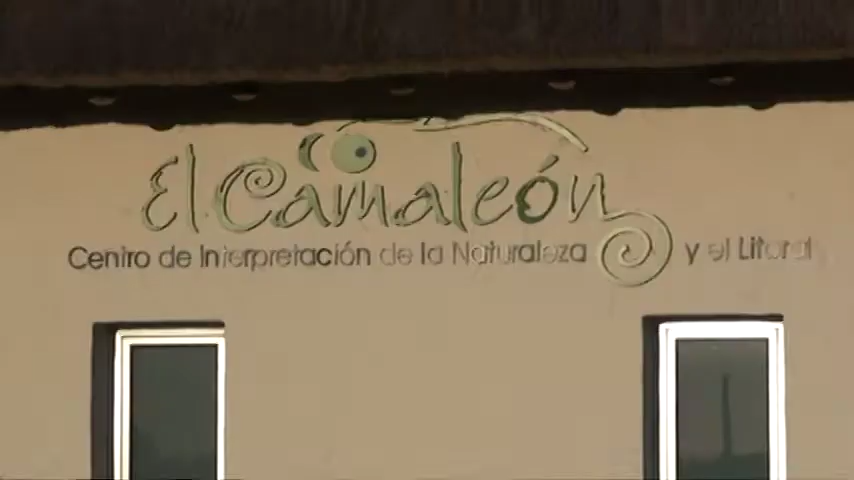 El Camaleón
Centro de Interpretación de la Naturaleza y el Litoral